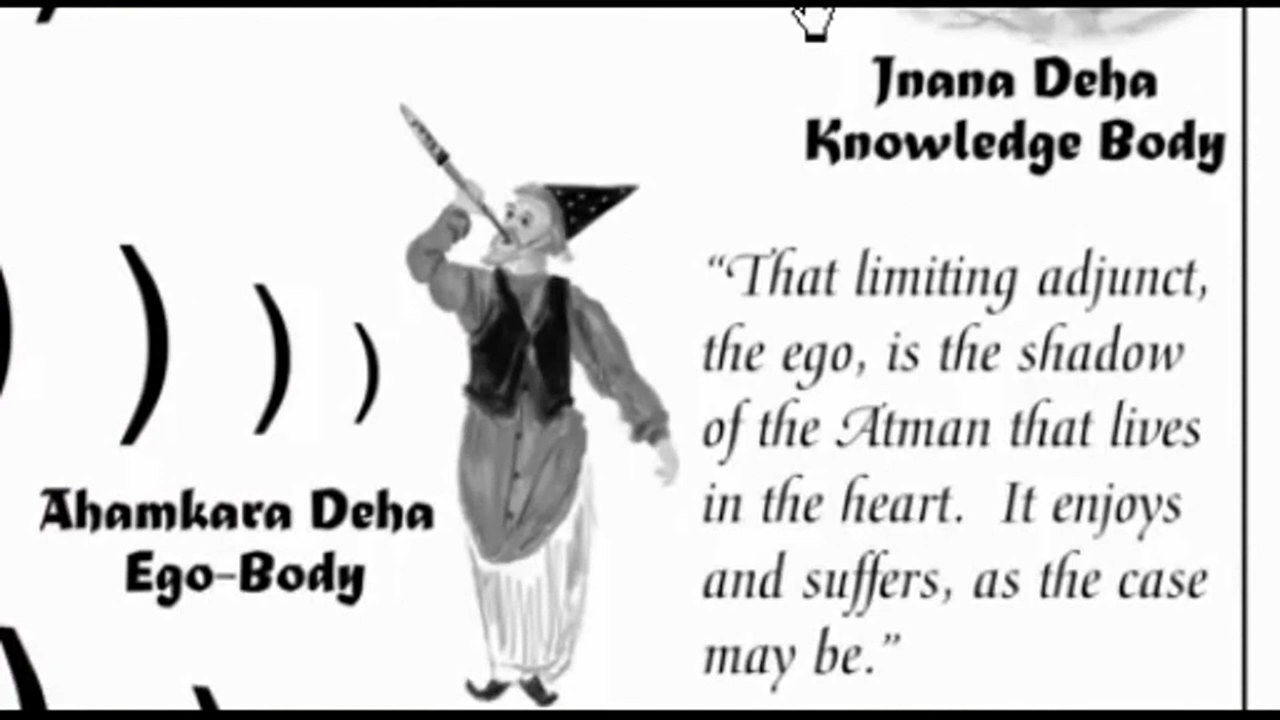 Jnana Deha
Knowledge Body
“That limiting adjunct,
the ego, is the shadow
of the Atman that lives
in the heart. It enjoys
and suffers, as the case
may be.”
Ahamkara Deha
Ego-Body